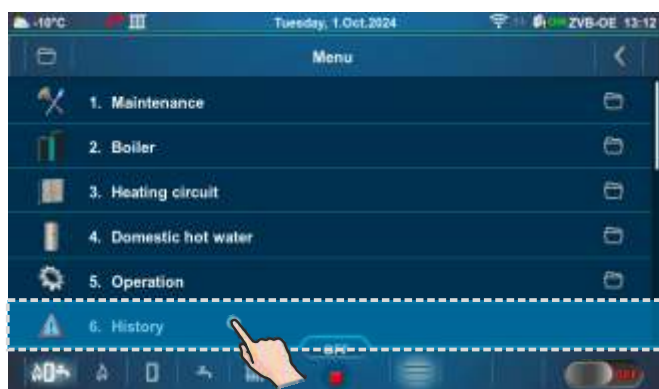 -10°C Tuesday, 1.Oct.2024 ZVB-OE 13:12
Menu
1. Maintenance
2. Boiler
3. Heating circuit
4. Domestic hot water
5. Operation
6. History
OFF